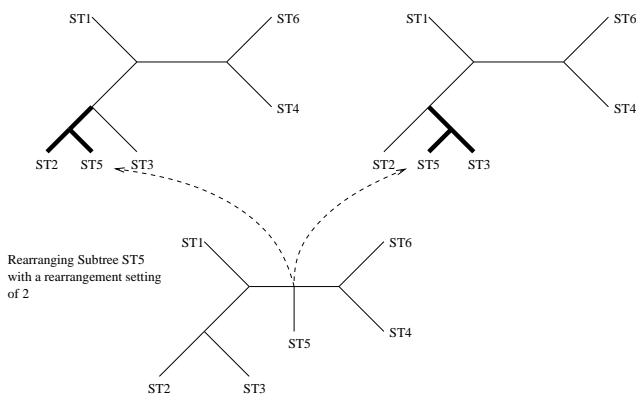 ST1
ST6
ST1
ST6
ST4
ST4
ST2
ST5
ST3
ST2
ST5
ST3
ST1
ST6
Rearranging Subtree ST5
with a rearrangement setting
of 2
ST5
ST4
ST2
ST3